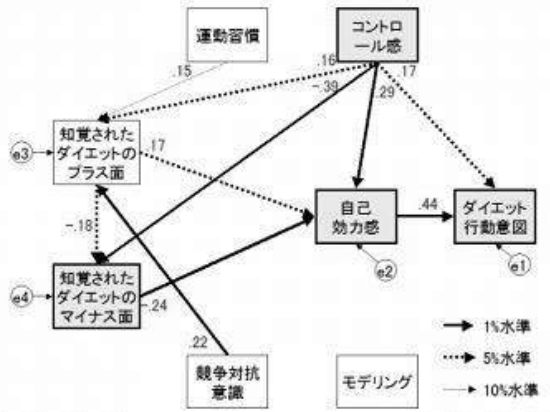 運動習慣
コントロ
ール感
.15
.16
.17
-.39
.29
知覚された
ダイエットの
プラス面
e3
.17
-.18
自己
効力感
.44
ダイエット
行動意図
e2
e1
知覚された
ダイエットの
マイナス面
e4
-.24
.22
競争対抗
意識
モデリング
1%水準
5%水準
10%水準